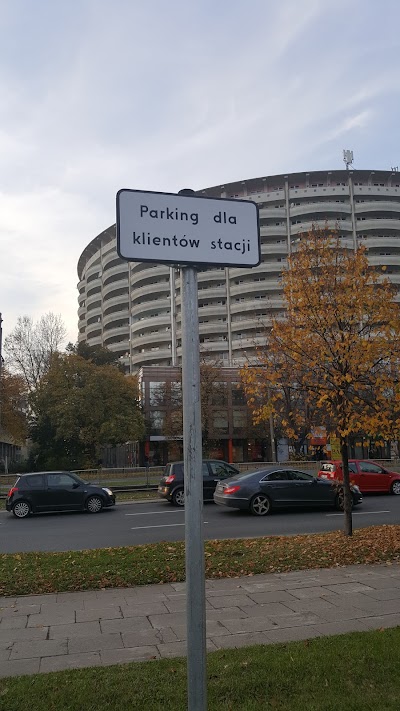 Parking dla
klientów stacji